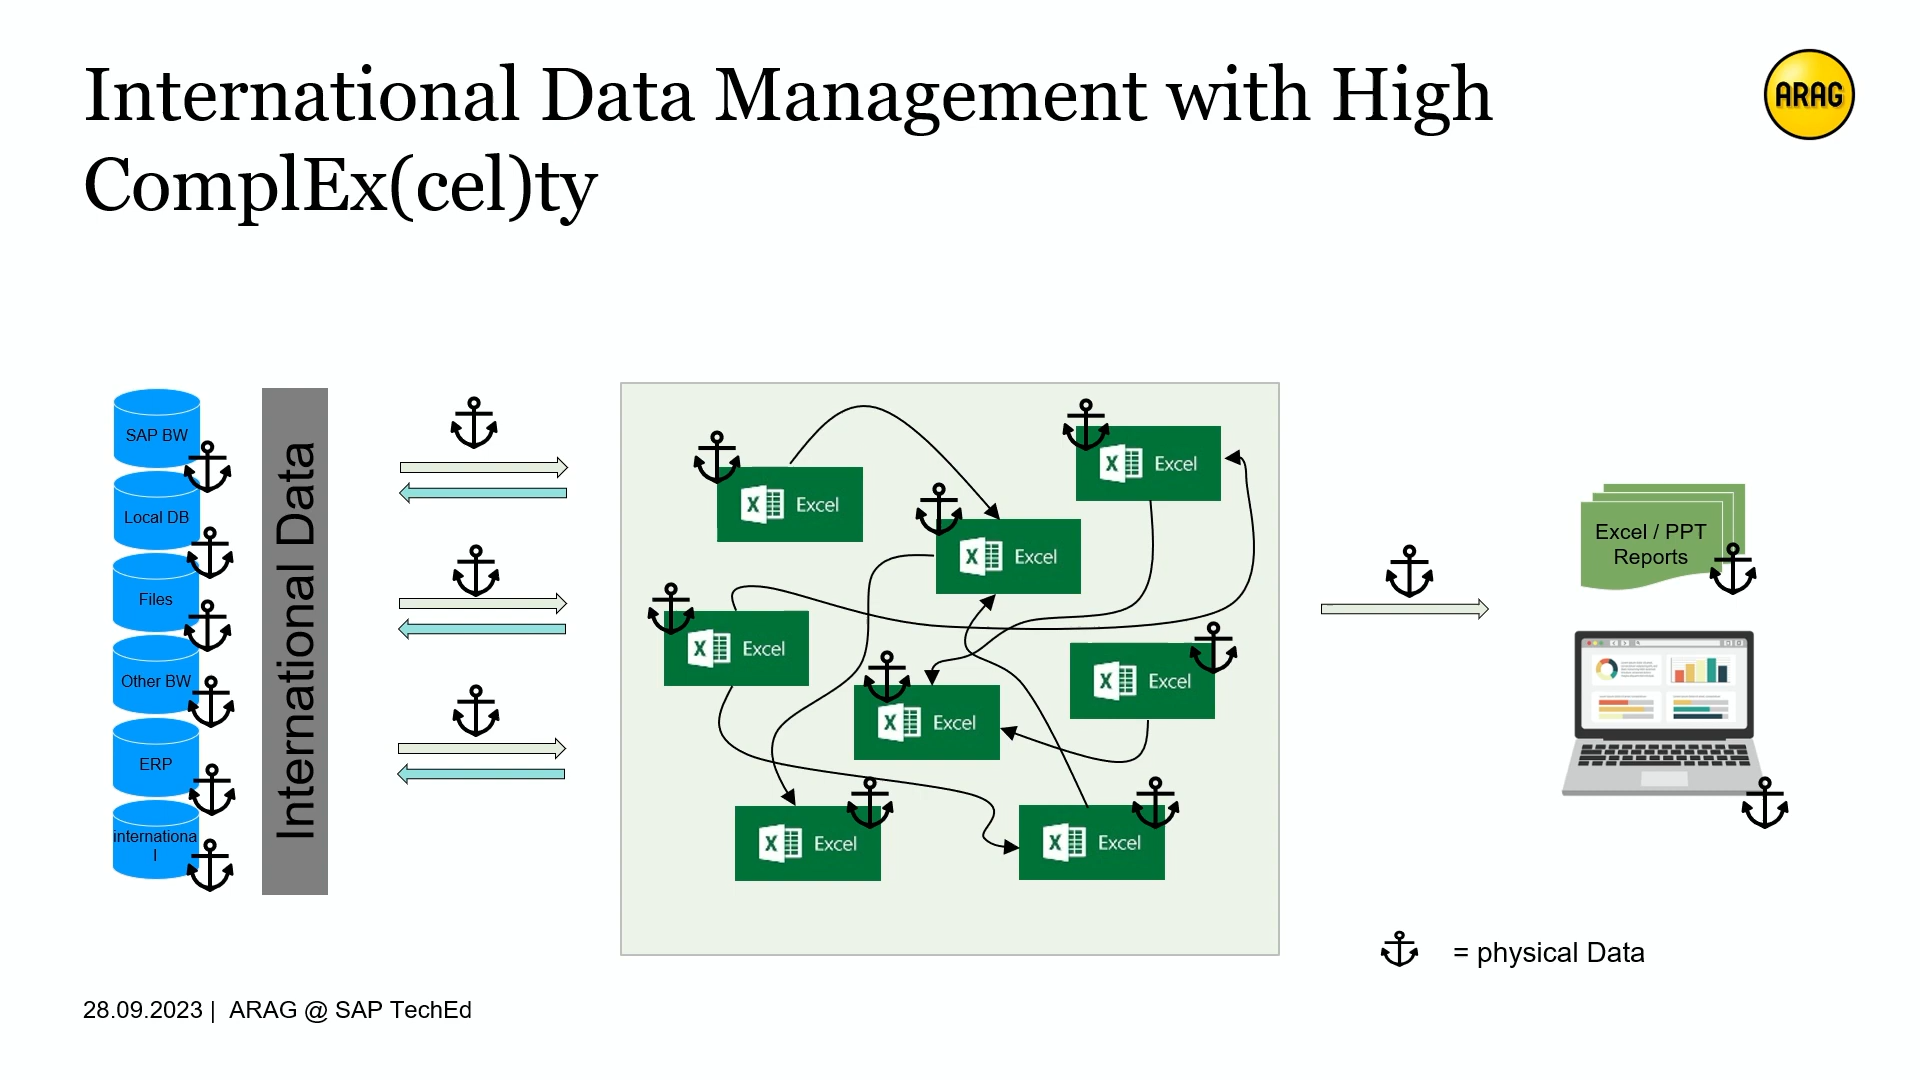 International Data Management with High
ComplEx(cel)ty
ARAG
SAP BW
Local DB
Files
Other BW
ERP
internationa
l
International Data
Excel
Excel
Excel
Excel
Excel
Excel
Excel
Excel
Excel / PPT
Reports
= physical Data
28.09.2023 | ARAG @ SAP TechEd